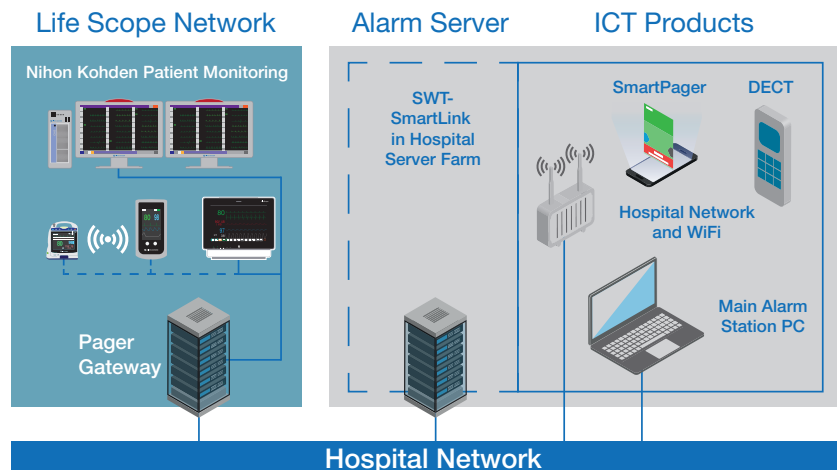 Life Scope Network
Alarm Server
ICT Products
Nihon Kohden Patient Monitoring
SWT-
SmartLink
in Hospital
Server Farm
SmartPager
DECT
Hospital Network
and WiFi
Main Alarm
Station PC
Pager
Gateway
Hospital Network